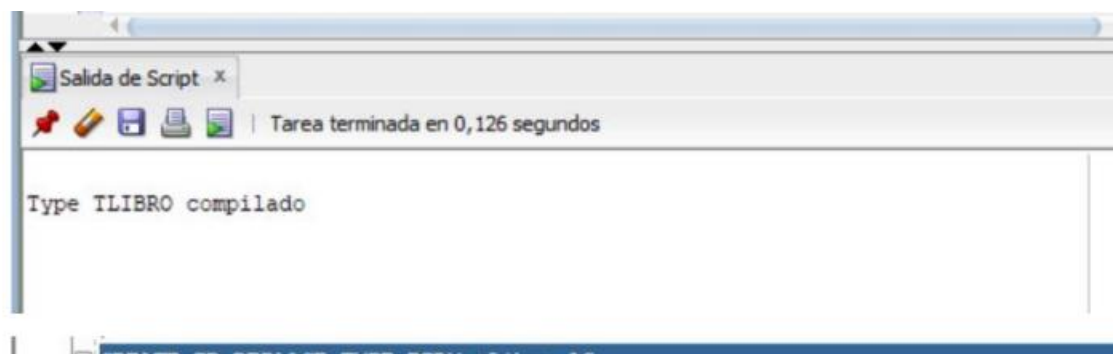 Salida de Script x
Tarea terminada en 0,126 segundos
Type TLIBRO compilado